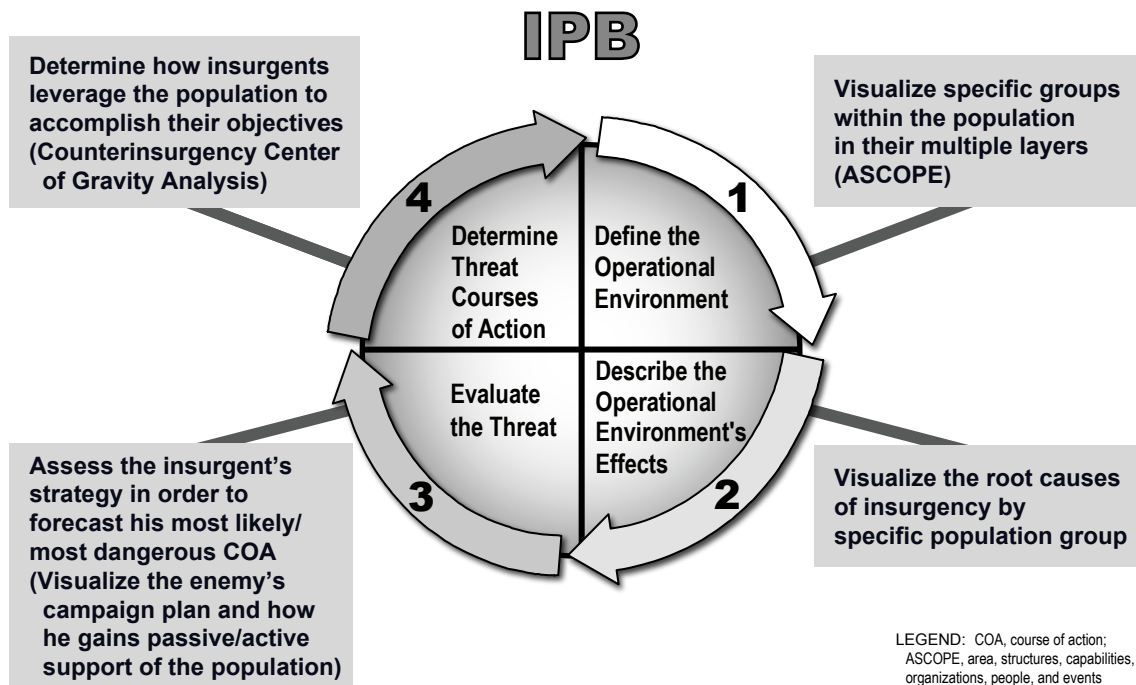 IPB
Determine how insurgents
leverage the population to
accomplish their objectives
(Counterinsurgency Center
of Gravity Analysis)
Visualize specific groups
within the population
in their multiple layers
(ASCOPE)
4
1
Determine
Threat
Courses
of Action
Define the
Operational
Environment
Evaluate
the Threat
Describe the
Operational
Environment's
Effects
3
2
Assess the insurgent’s
strategy in order to
forecast his most likely/
most dangerous COA
(Visualize the enemy’s
campaign plan and how
he gains passive/active
support of the population)
Visualize the root causes
of insurgency by
specific population group
LEGEND: COA, course of action;
ASCOPE, area, structures, capabilities,
organizations, people, and events